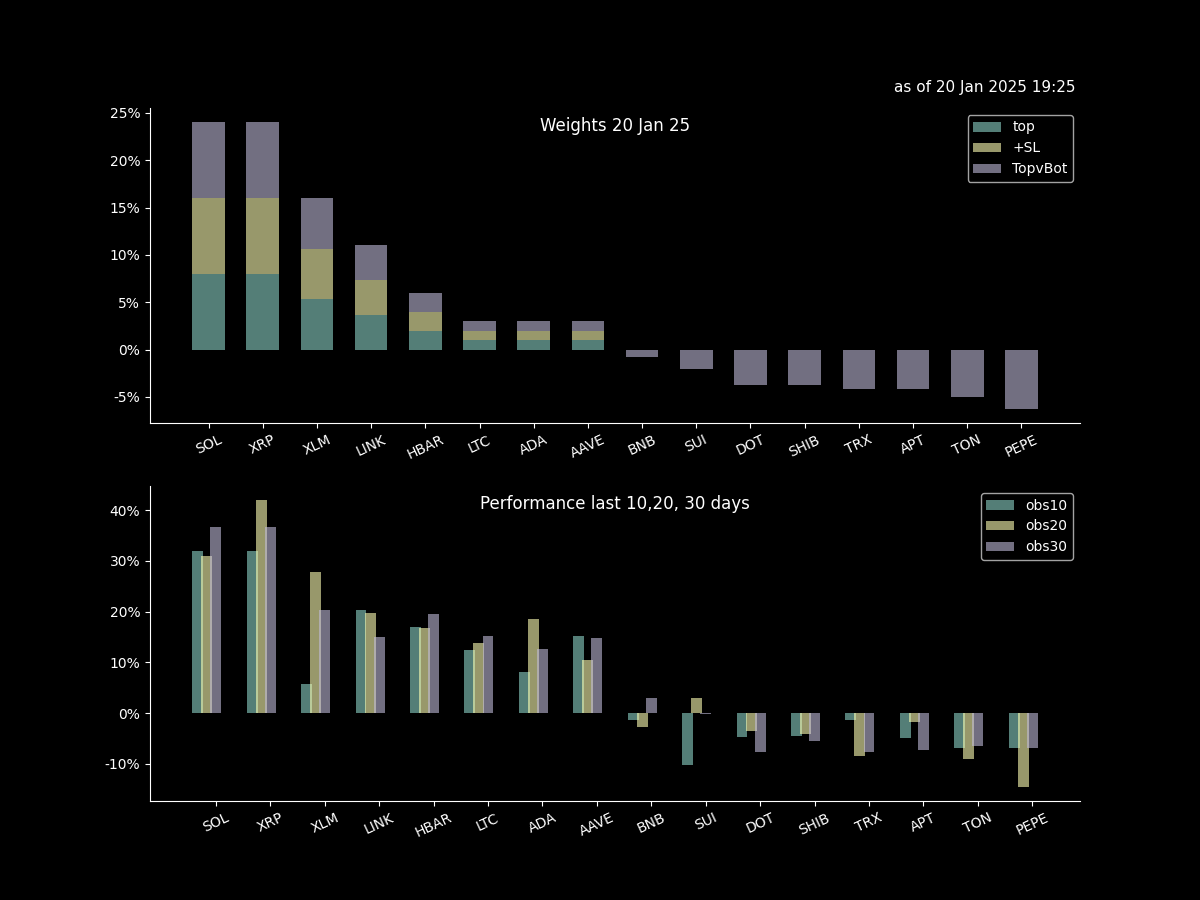 as of 20 Jan 2025 19:25
Weights 20 Jan 25
top
+SL
TopvBot
25%
20%
15%
10%
5%
0%
-5%
SOL XRP XLM LINK HBAR LTC ADA AAVE BNB SUI DOT SHIB TRX APT TON PEPE
Performance last 10,20, 30 days
obs10
obs20
obs30
40%
30%
20%
10%
0%
-10%
SOL XRP XLM LINK HBAR LTC ADA AAVE BNB SUI DOT SHIB TRX APT TON PEPE